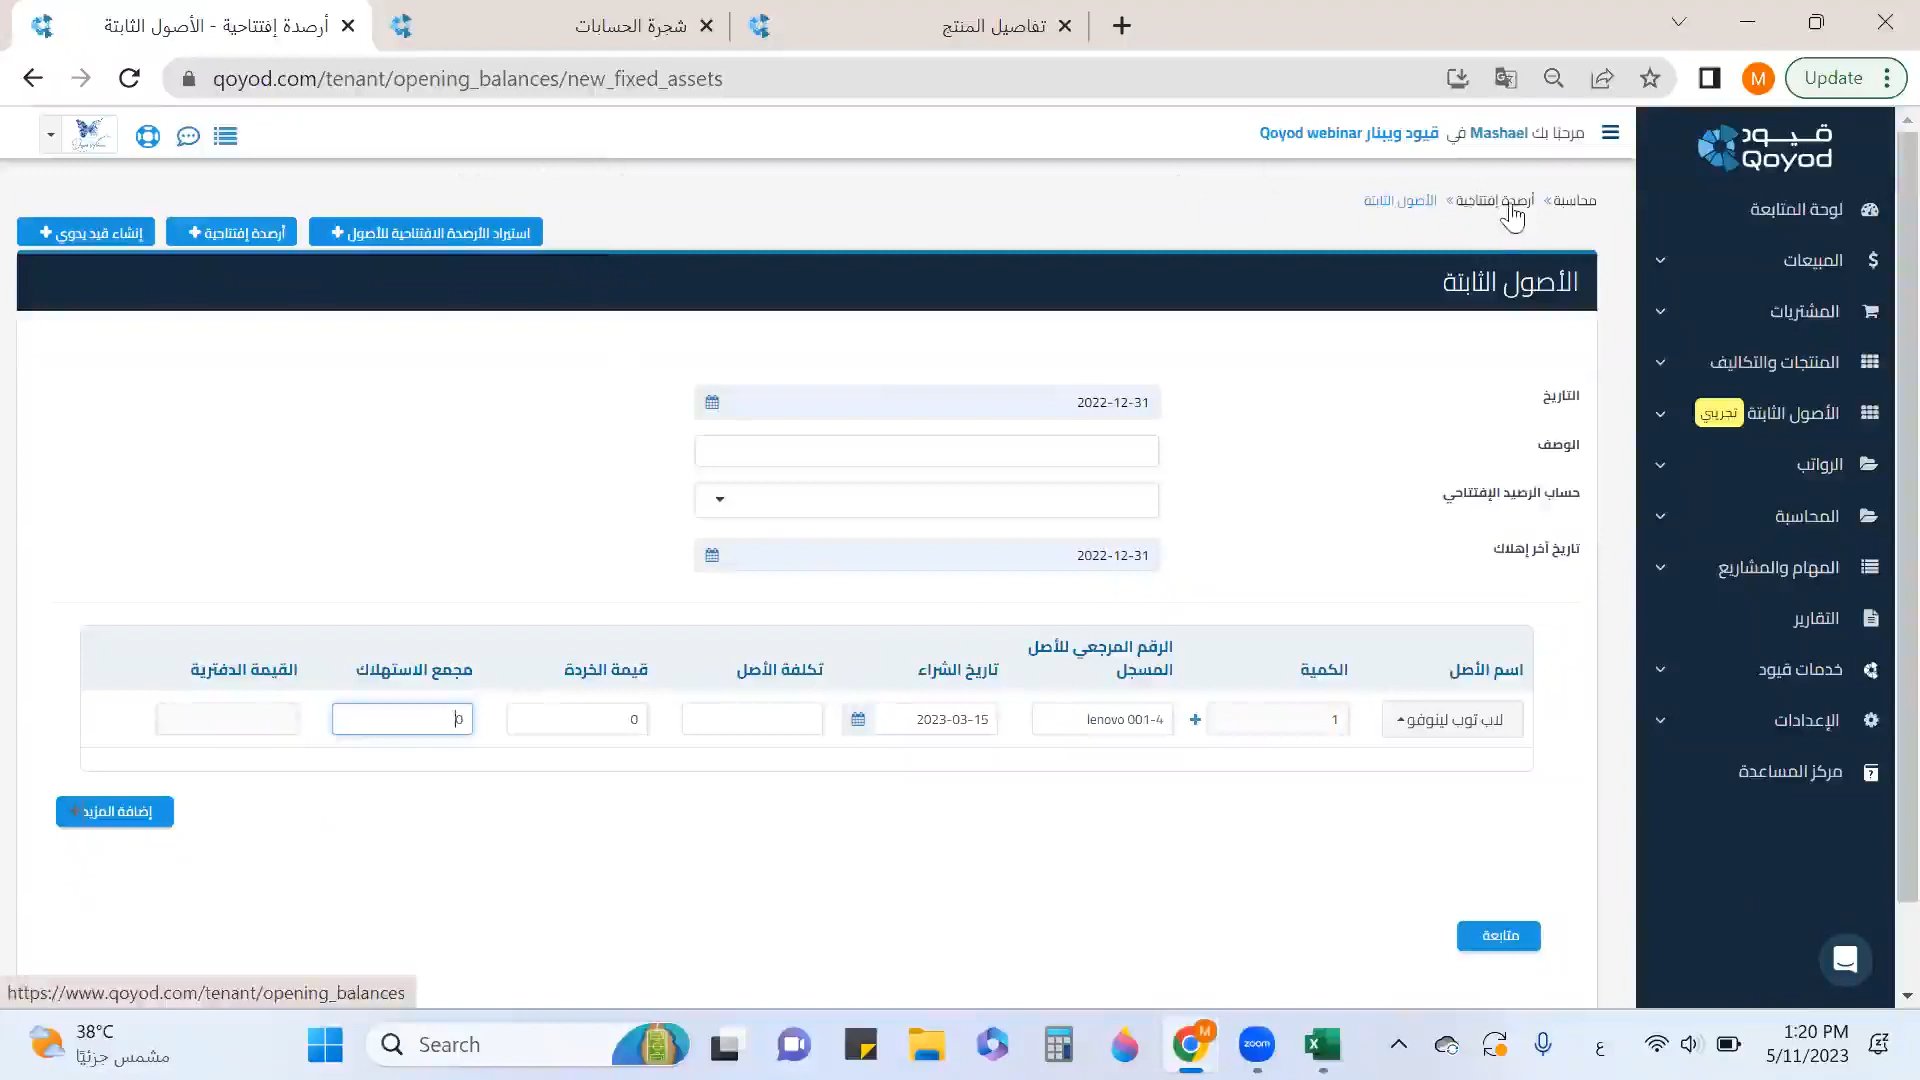 أرصدة إفتتاحية - الأصول الثابتة
شجرة الحسابات
تفاصيل المنتج
qoyod.com/tenant/opening_balances/new_fixed_assets
M
Update
مرحبًا بك Mashael في قيود ويبنار Qoyod webinar
قيود
Qoyod
محاسبة » أرصدة إفتتاحية » الأصول الثابتة
استيراد الأرصدة الافتتاحية للأصول +
أرصدة إفتتاحية +
إنشاء قيد يدوي +
الأصول الثابتة
التاريخ
2022-12-31
الوصف
حساب الرصيد الإفتتاحي
تاريخ آخر إهلاك
2022-12-31
اسم الأصل
الكمية
الرقم المرجعي للأصل المسجل
تاريخ الشراء
تكلفة الأصل
قيمة الخردة
مجمع الاستهلاك
القيمة الدفترية
لاب توب لينوفو
1
+
lenovo 001-4
2023-03-15
0
0
إضافة المزيد +
متابعة
لوحة المتابعة
المبيعات
المشتريات
المنتجات والتكاليف
الأصول الثابتة تجريبي
الرواتب
المحاسبة
المهام والمشاريع
التقارير
خدمات قيود
الإعدادات
مركز المساعدة
https://www.qoyod.com/tenant/opening_balances
38°C
مشمس جزئيًا
Search
M
zoom
ع
1:20 PM
5/11/2023